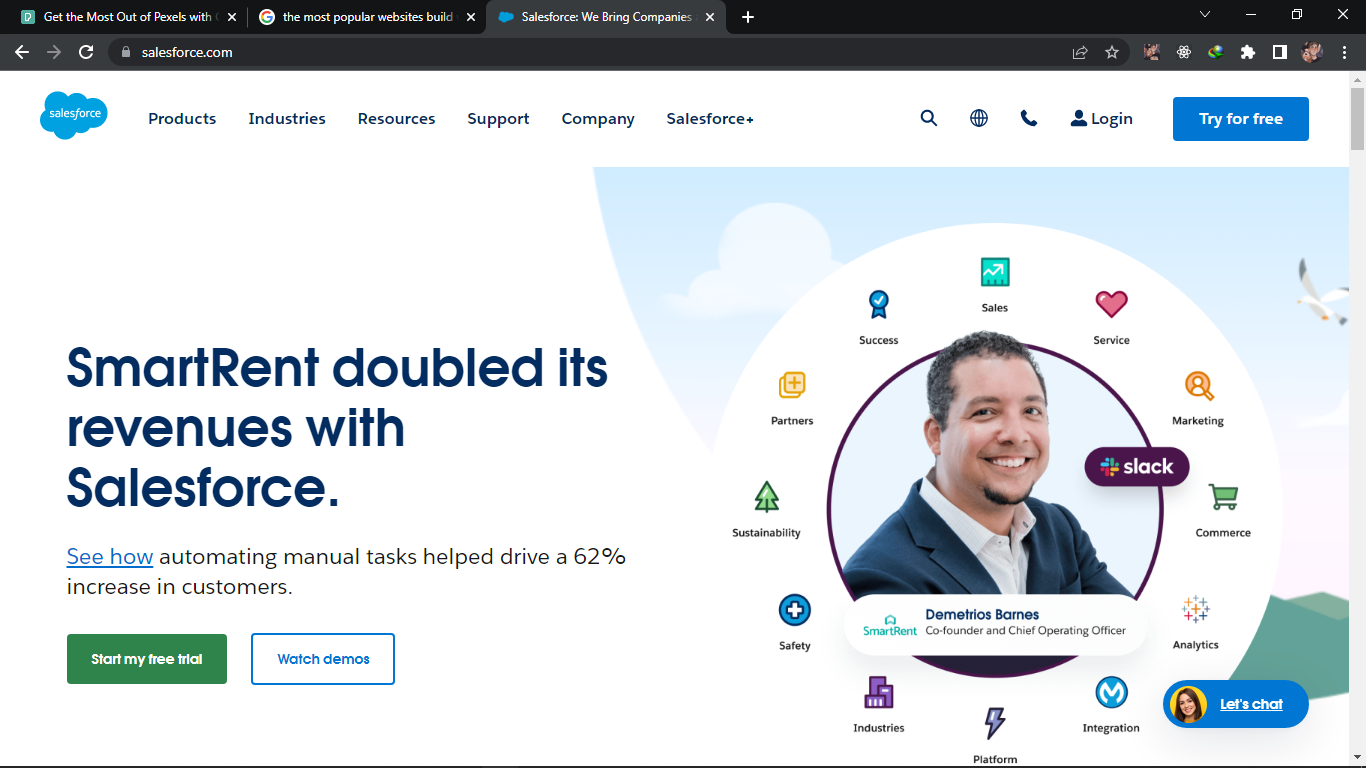 Get the Most Out of Pexels with
the most popular websites build
Salesforce: We Bring Companies
salesforce.com
salesforce
Products
Industries
Resources
Support
Company
Salesforce+
Login
Try for free
SmartRent doubled its
revenues with
Salesforce.
See how automating manual tasks helped drive a 62%
increase in customers.
Start my free trial
Watch demos
Sales
Success
Service
Partners
Marketing
slack
Sustainability
Commerce
SmartRent
Demetrios Barnes
Co-founder and Chief Operating Officer
Safety
Analytics
Industries
Integration
Platform
Let's chat